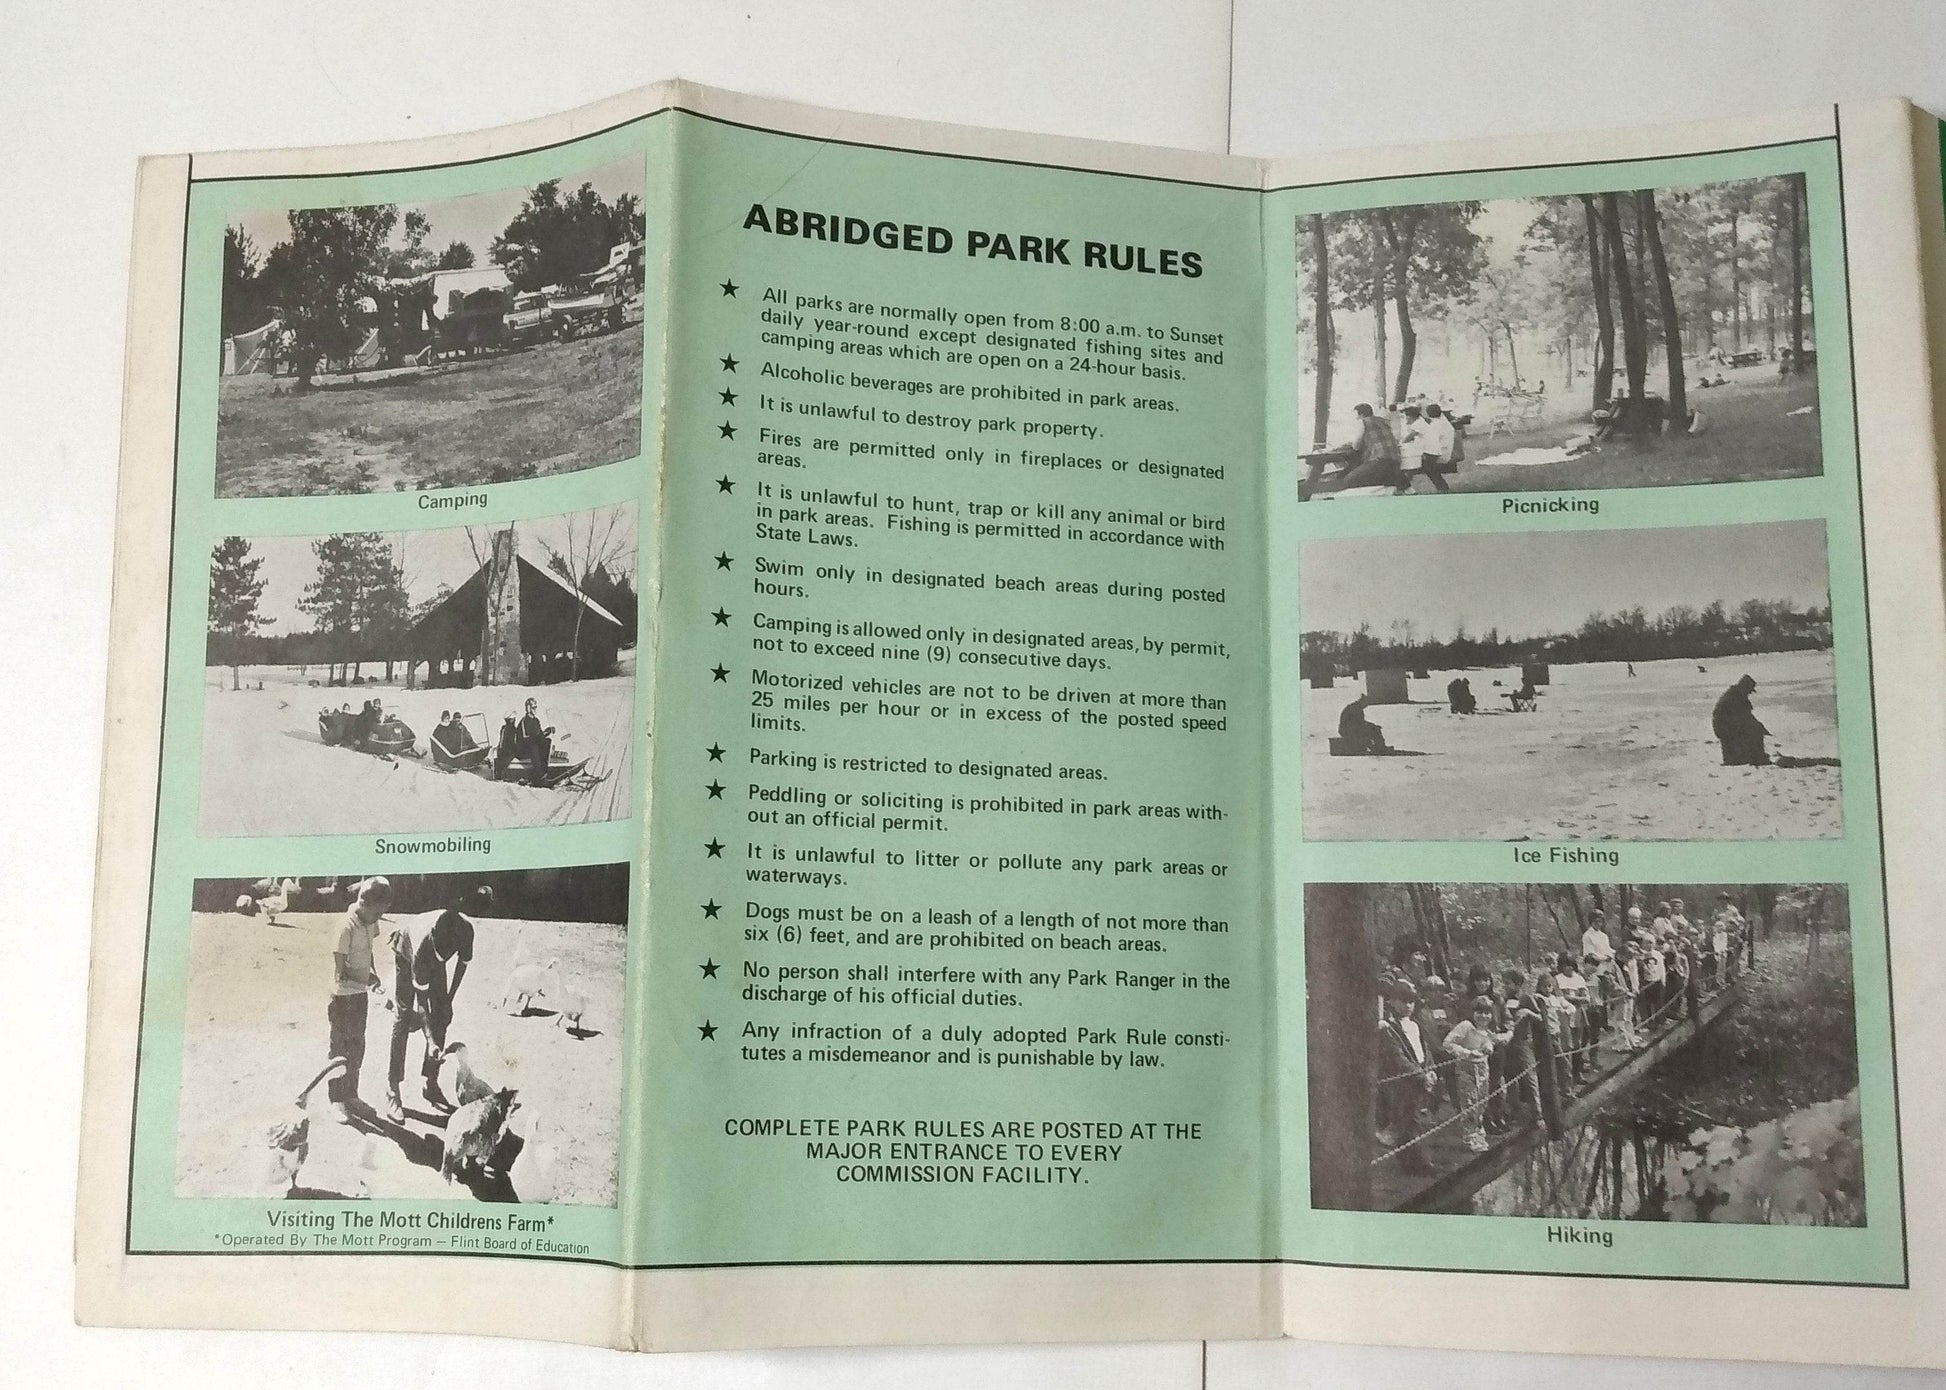 Camping
Snowmobiling
Visiting The Mott Childrens Farm*
*Operated By The Mott Program — Flint Board of Education
ABRIDGED PARK RULES
★ All parks are normally open from 8:00 a.m. to Sunset
daily year-round except designated fishing sites and
camping areas which are open on a 24-hour basis.
★ Alcoholic beverages are prohibited in park areas.
★ It is unlawful to destroy park property.
★ Fires are permitted only in fireplaces or designated
areas.
★ It is unlawful to hunt, trap or kill any animal or bird
in park areas. Fishing is permitted in accordance with
State Laws.
★ Swim only in designated beach areas during posted
hours.
★ Camping is allowed only in designated areas, by permit,
not to exceed nine (9) consecutive days.
★ Motorized vehicles are not to be driven at more than
25 miles per hour or in excess of the posted speed
limits.
★ Parking is restricted to designated areas.
★ Peddling or soliciting is prohibited in park areas with-
out an official permit.
★ It is unlawful to litter or pollute any park areas or
waterways.
★ Dogs must be on a leash of a length of not more than
six (6) feet, and are prohibited on beach areas.
★ No person shall interfere with any Park Ranger in the
discharge of his official duties.
★ Any infraction of a duly adopted Park Rule consti-
tutes a misdemeanor and is punishable by law.
COMPLETE PARK RULES ARE POSTED AT THE
MAJOR ENTRANCE TO EVERY
COMMISSION FACILITY.
Picnicking
Ice Fishing
Hiking